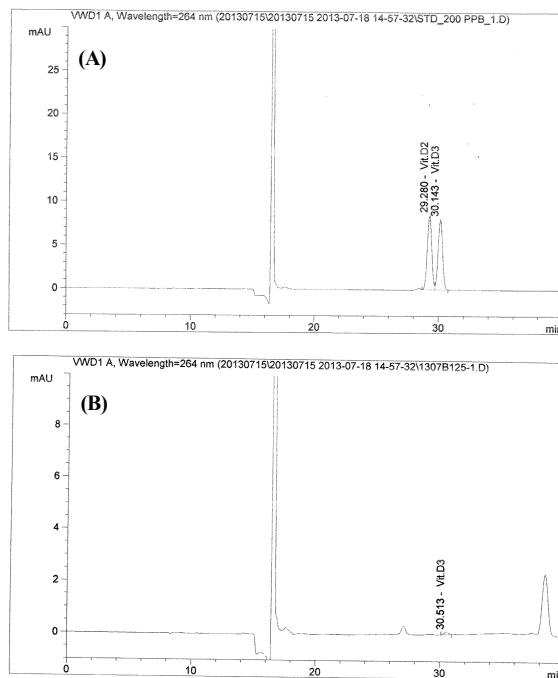 VWD1 A, Wavelength=264 nm (20130715\20130715 2013-07-18 14-57-32\STD_200 PPB_1.D)
mAU
(A)
25
20
15
10
5
0
29.280 - Vit.D2
30.143 - Vit.D3
0
10
20
30
min
VWD1 A, Wavelength=264 nm (20130715\20130715 2013-07-18 14-57-32\1307B125-1.D)
mAU
(B)
8
6
4
2
0
30.513 - Vit.D3
0
10
20
30
min